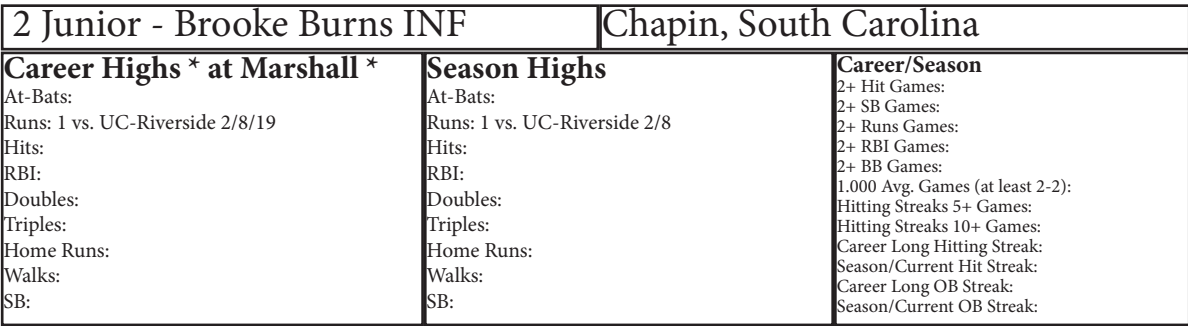 2 Junior - Brooke Burns INF
Chapin, South Carolina
Career Highs * at Marshall *
At-Bats:
Runs: 1 vs. UC-Riverside 2/8/19
Hits:
RBI:
Doubles:
Triples:
Home Runs:
Walks:
SB:
Season Highs
At-Bats:
Runs: 1 vs. UC-Riverside 2/8
Hits:
RBI:
Doubles:
Triples:
Home Runs:
Walks:
SB:
Career/Season
2+ Hit Games:
2+ SB Games:
2+ Runs Games:
2+ RBI Games:
2+ BB Games:
1.000 Avg. Games (at least 2-2):
Hitting Streaks 5+ Games:
Hitting Streaks 10+ Games:
Career Long Hitting Streak:
Season/Current Hit Streak:
Career Long OB Streak:
Season/Current OB Streak: